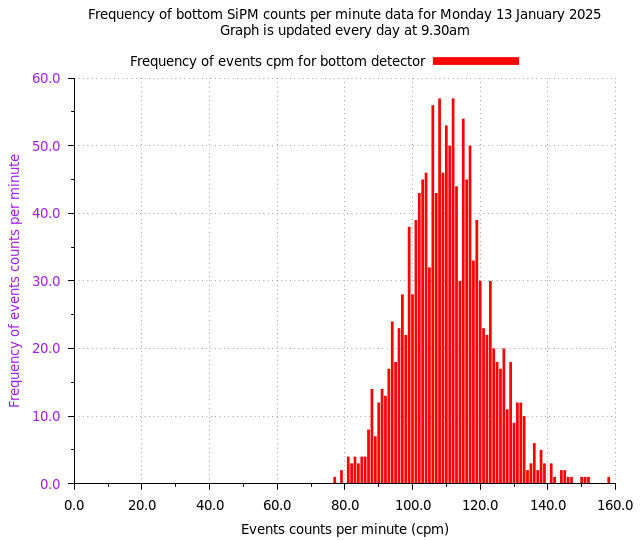 Frequency of bottom SiPM counts per minute data for Monday 13 January 2025
Graph is updated every day at 9.30am
Frequency of events cpm for bottom detector
60.0
50.0
40.0
30.0
20.0
10.0
0.0
Frequency of events counts per minute
0.0 20.0 40.0 60.0 80.0 100.0 120.0 140.0 160.0
Events counts per minute (cpm)